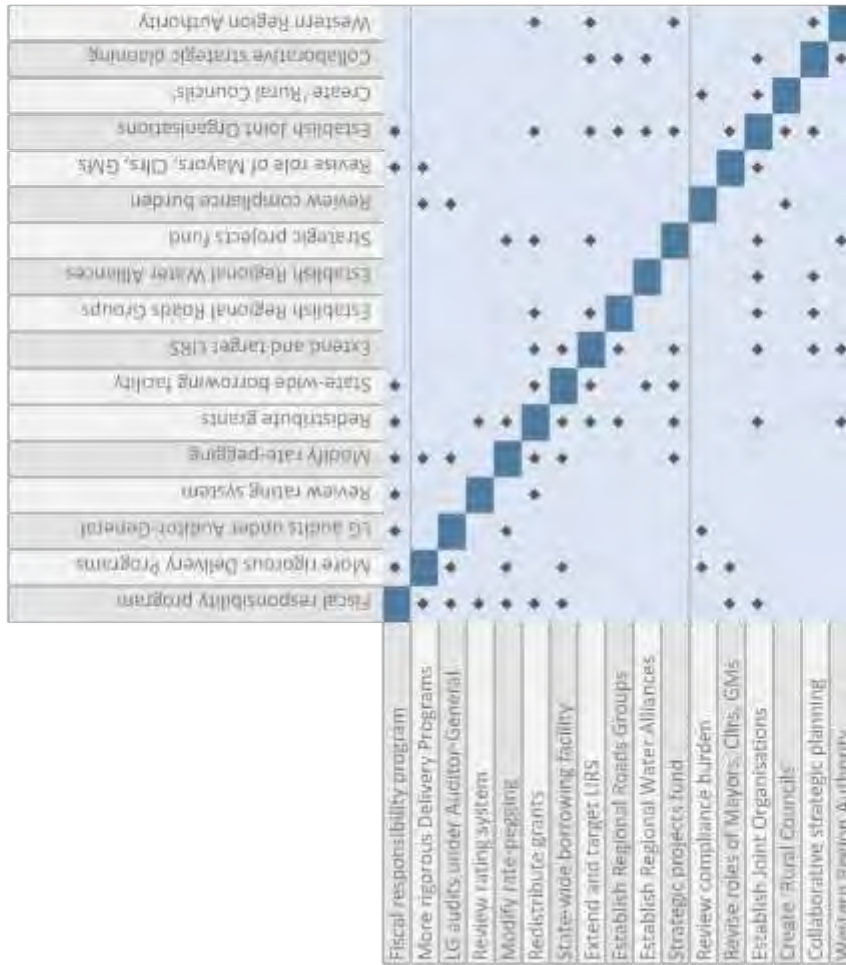 Western Region Authority
Collaborative strategic planning
Create 'Rural Councils'
Establish Joint Organisations
Revise role of Mayors, Clrs, GMs
Review compliance burden
Strategic projects fund
Establish Regional Water Alliances
Establish Regional Roads Groups
Extend and target LIRS
State-wide borrowing facility
Redistribute grants
Modify rate-pegging
Review rating system
LG audits under Auditor-General
More rigorous Delivery Programs
Fiscal responsibility program
Fiscal responsibility program
More rigorous Delivery Programs
LG audits under Auditor-General
Review rating system
Modify rate-pegging
Redistribute grants
State-wide borrowing facility
Extend and target LIRS
Establish Regional Roads Groups
Establish Regional Water Alliances
Strategic projects fund
Review compliance burden
Revise roles of Mayors, Clrs, GMs
Establish Joint Organisations
Create 'Rural Councils
Collaborative strategic planning
Western Region Authority